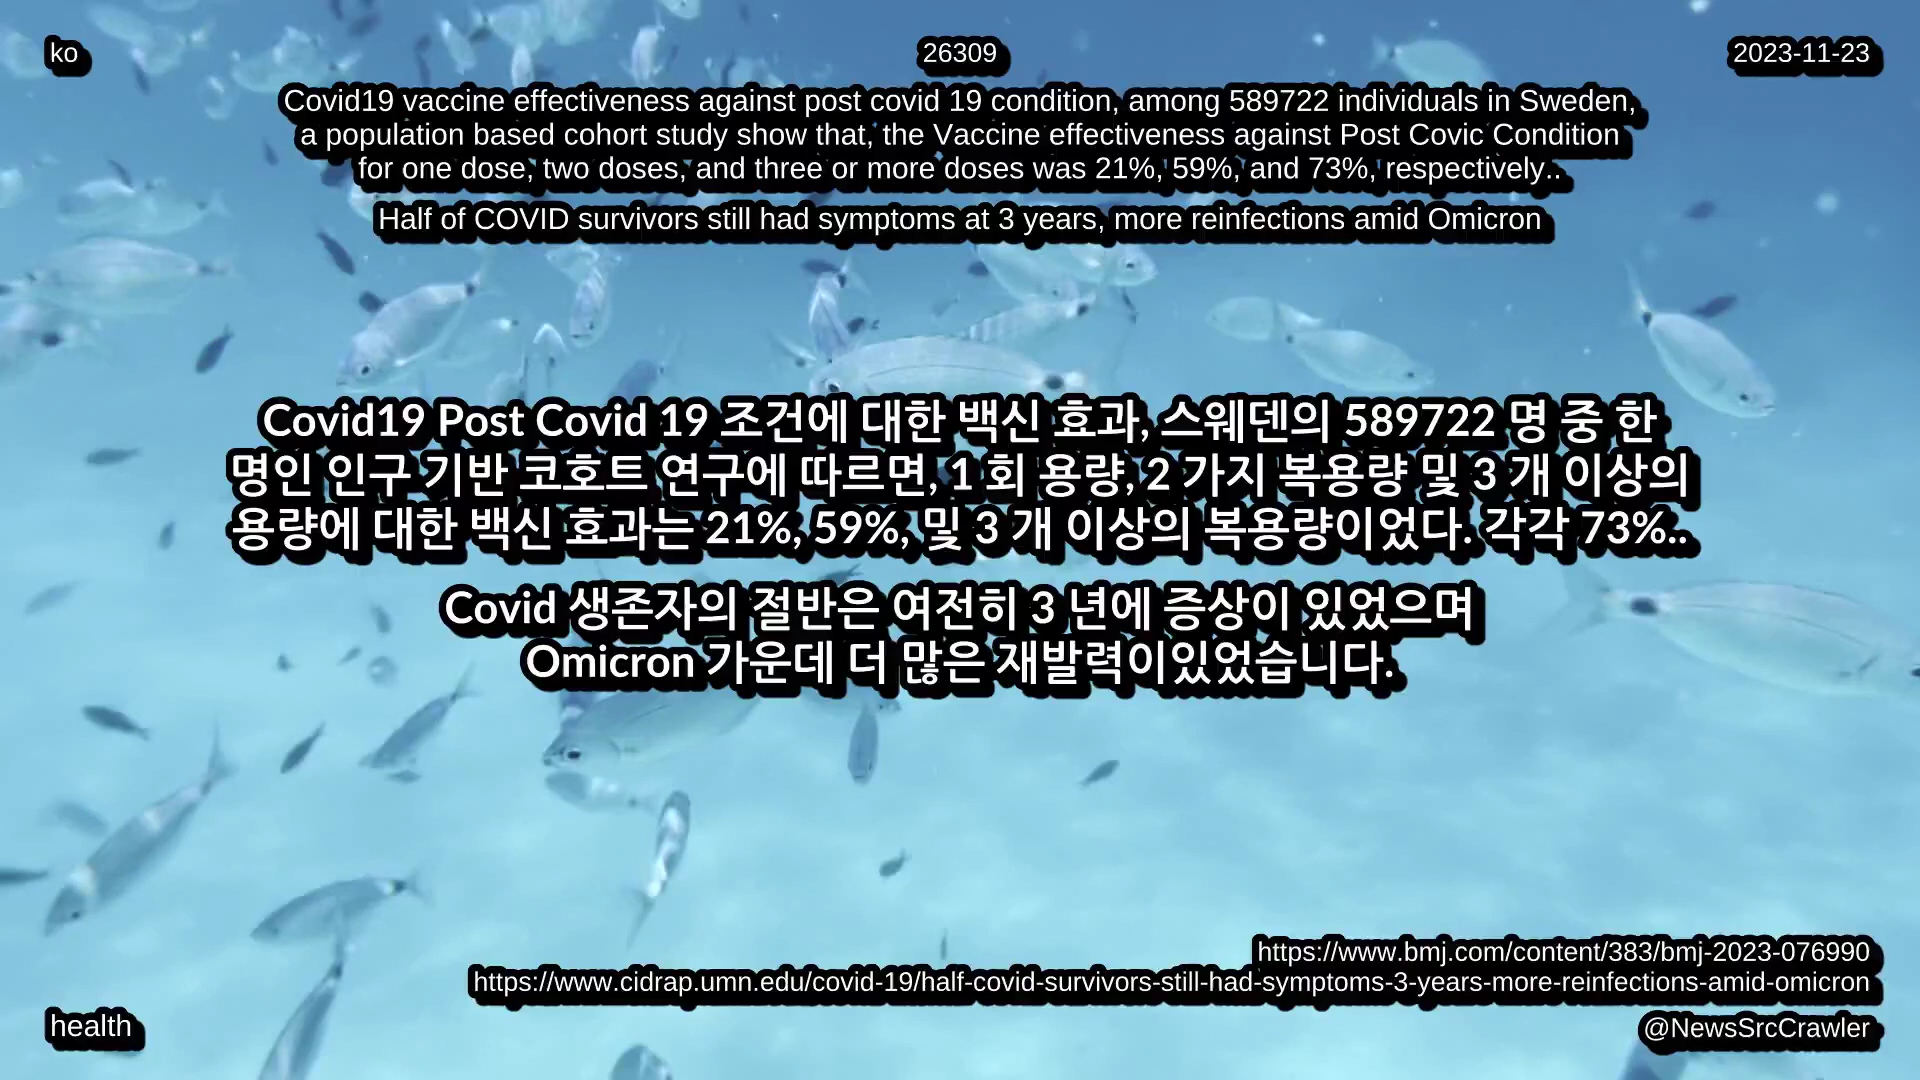 ko
26309
2023-11-23
Covid19 vaccine effectiveness against post covid 19 condition, among 589722 individuals in Sweden,
a population based cohort study show that, the Vaccine effectiveness against Post Covic Condition
for one dose, two doses, and three or more doses was 21%, 59%, and 73%, respectively..
Half of COVID survivors still had symptoms at 3 years, more reinfections amid Omicron
Covid19 Post Covid 19 조건에 대한 백신 효과, 스웨덴의 589722 명 중 한
명인 인구 기반 코호트 연구에 따르면, 1 회 용량, 2 가지 복용량 및 3 개 이상의
용량에 대한 백신 효과는 21%, 59%, 및 3 개 이상의 복용량이었다. 각각 73%..
Covid 생존자의 절반은 여전히 3 년에 증상이 있었으며
Omicron 가운데 더 많은 재발력이있었습니다.
https://www.bmj.com/content/383/bmj-2023-076990
https://www.cidrap.umn.edu/covid-19/half-covid-survivors-still-had-symptoms-3-years-more-reinfections-amid-omicron
health
@NewsSrcCrawler